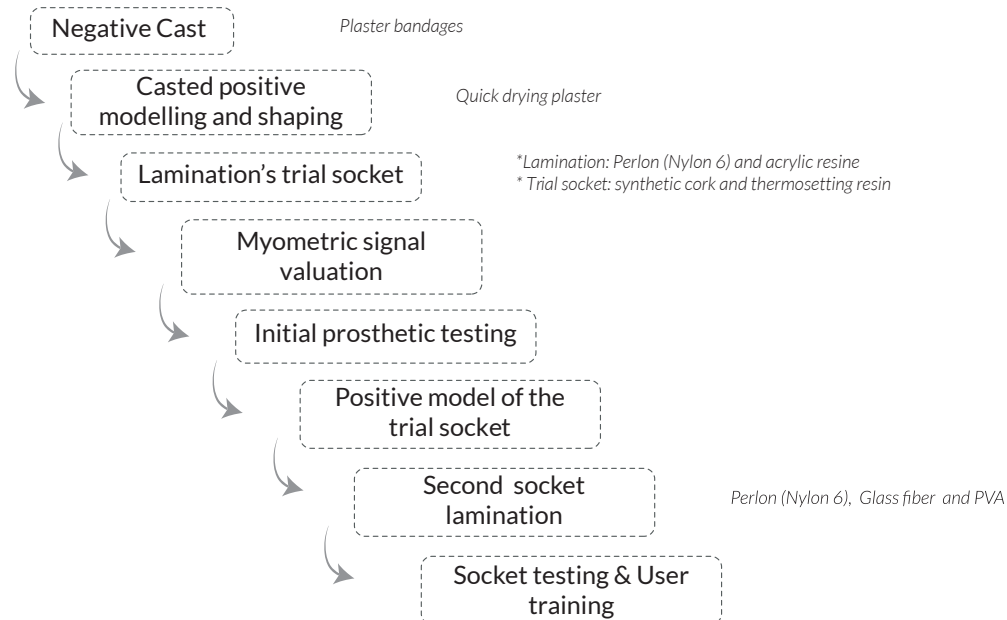 Negative Cast
Plaster bandages
Casted positive
modelling and shaping
Quick drying plaster
Lamination's trial socket
*Lamination: Perlon (Nylon 6) and acrylic resine
* Trial socket: synthetic cork and thermosetting resin
Myometric signal
valuation
Initial prosthetic testing
Positive model of the
trial socket
Second socket
lamination
Perlon (Nylon 6), Glass fiber and PVA
Socket testing & User
training